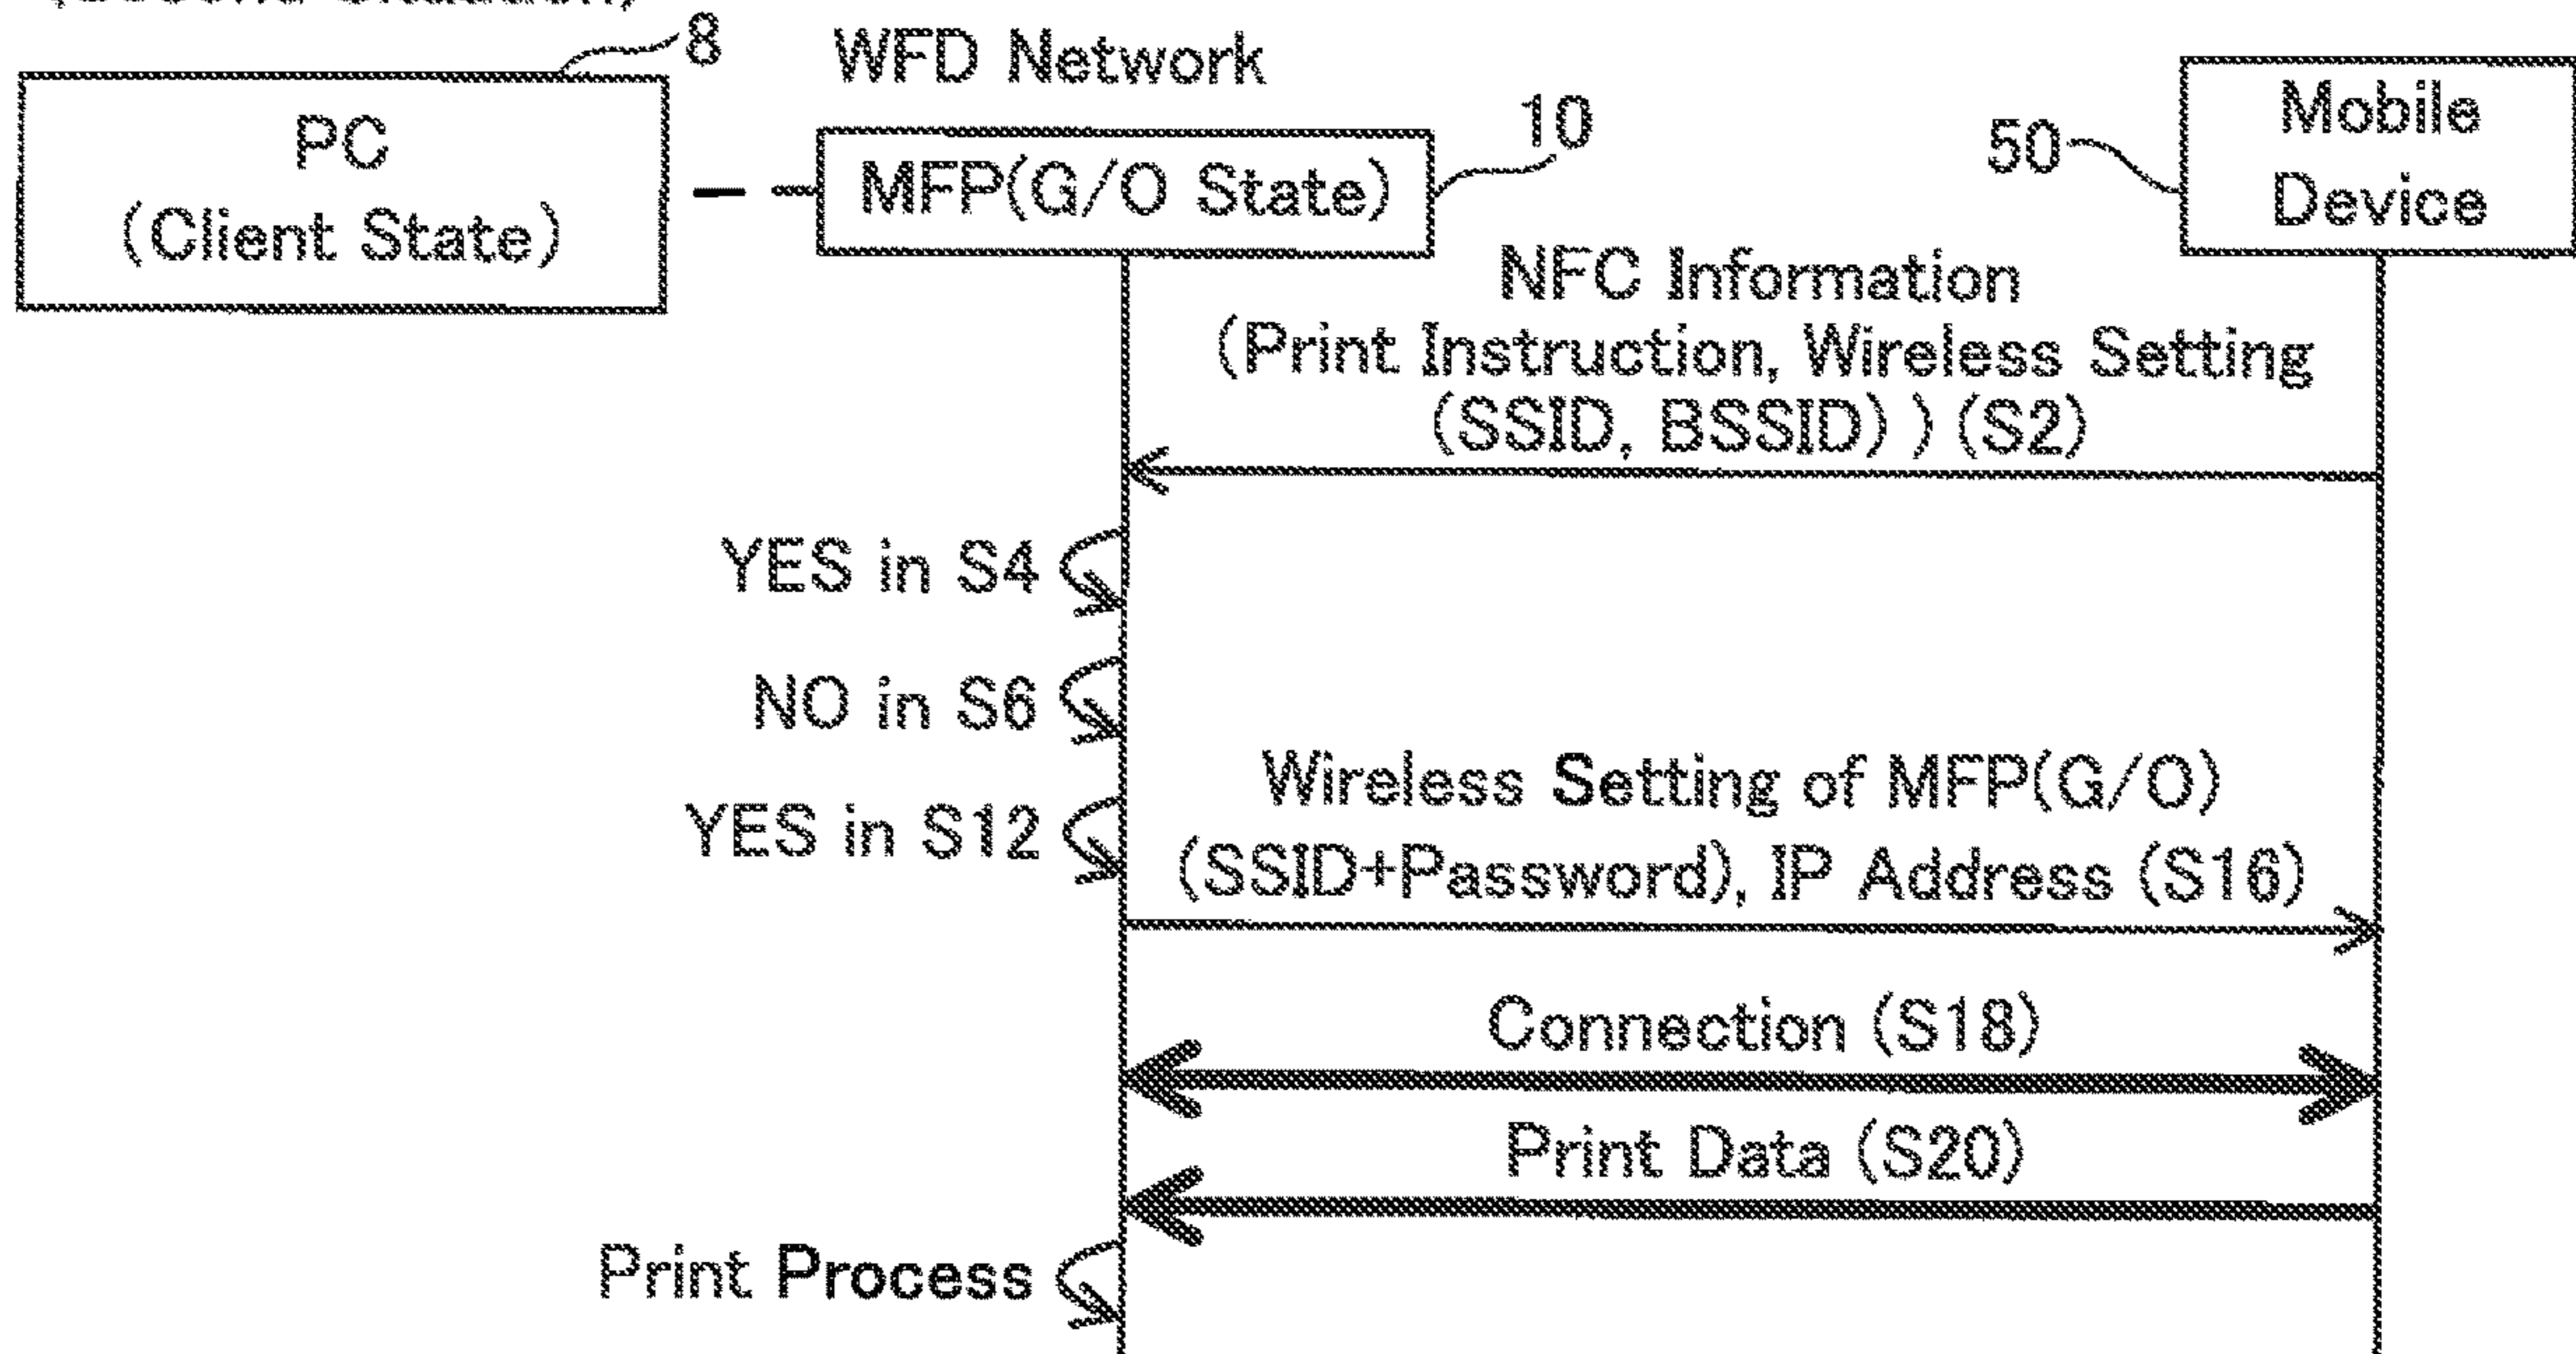 8
WFD Network
PC
(Client State)
MFP(G/O State)
10
50
Mobile
Device
NFC Information
(Print Instruction, Wireless Setting
(SSID, BSSID) ) (S2)
YES in S4
NO in S6
YES in S12
Wireless Setting of MFP(G/O)
(SSID+Password), IP Address (S16)
Connection (S18)
Print Data (S20)
Print Process